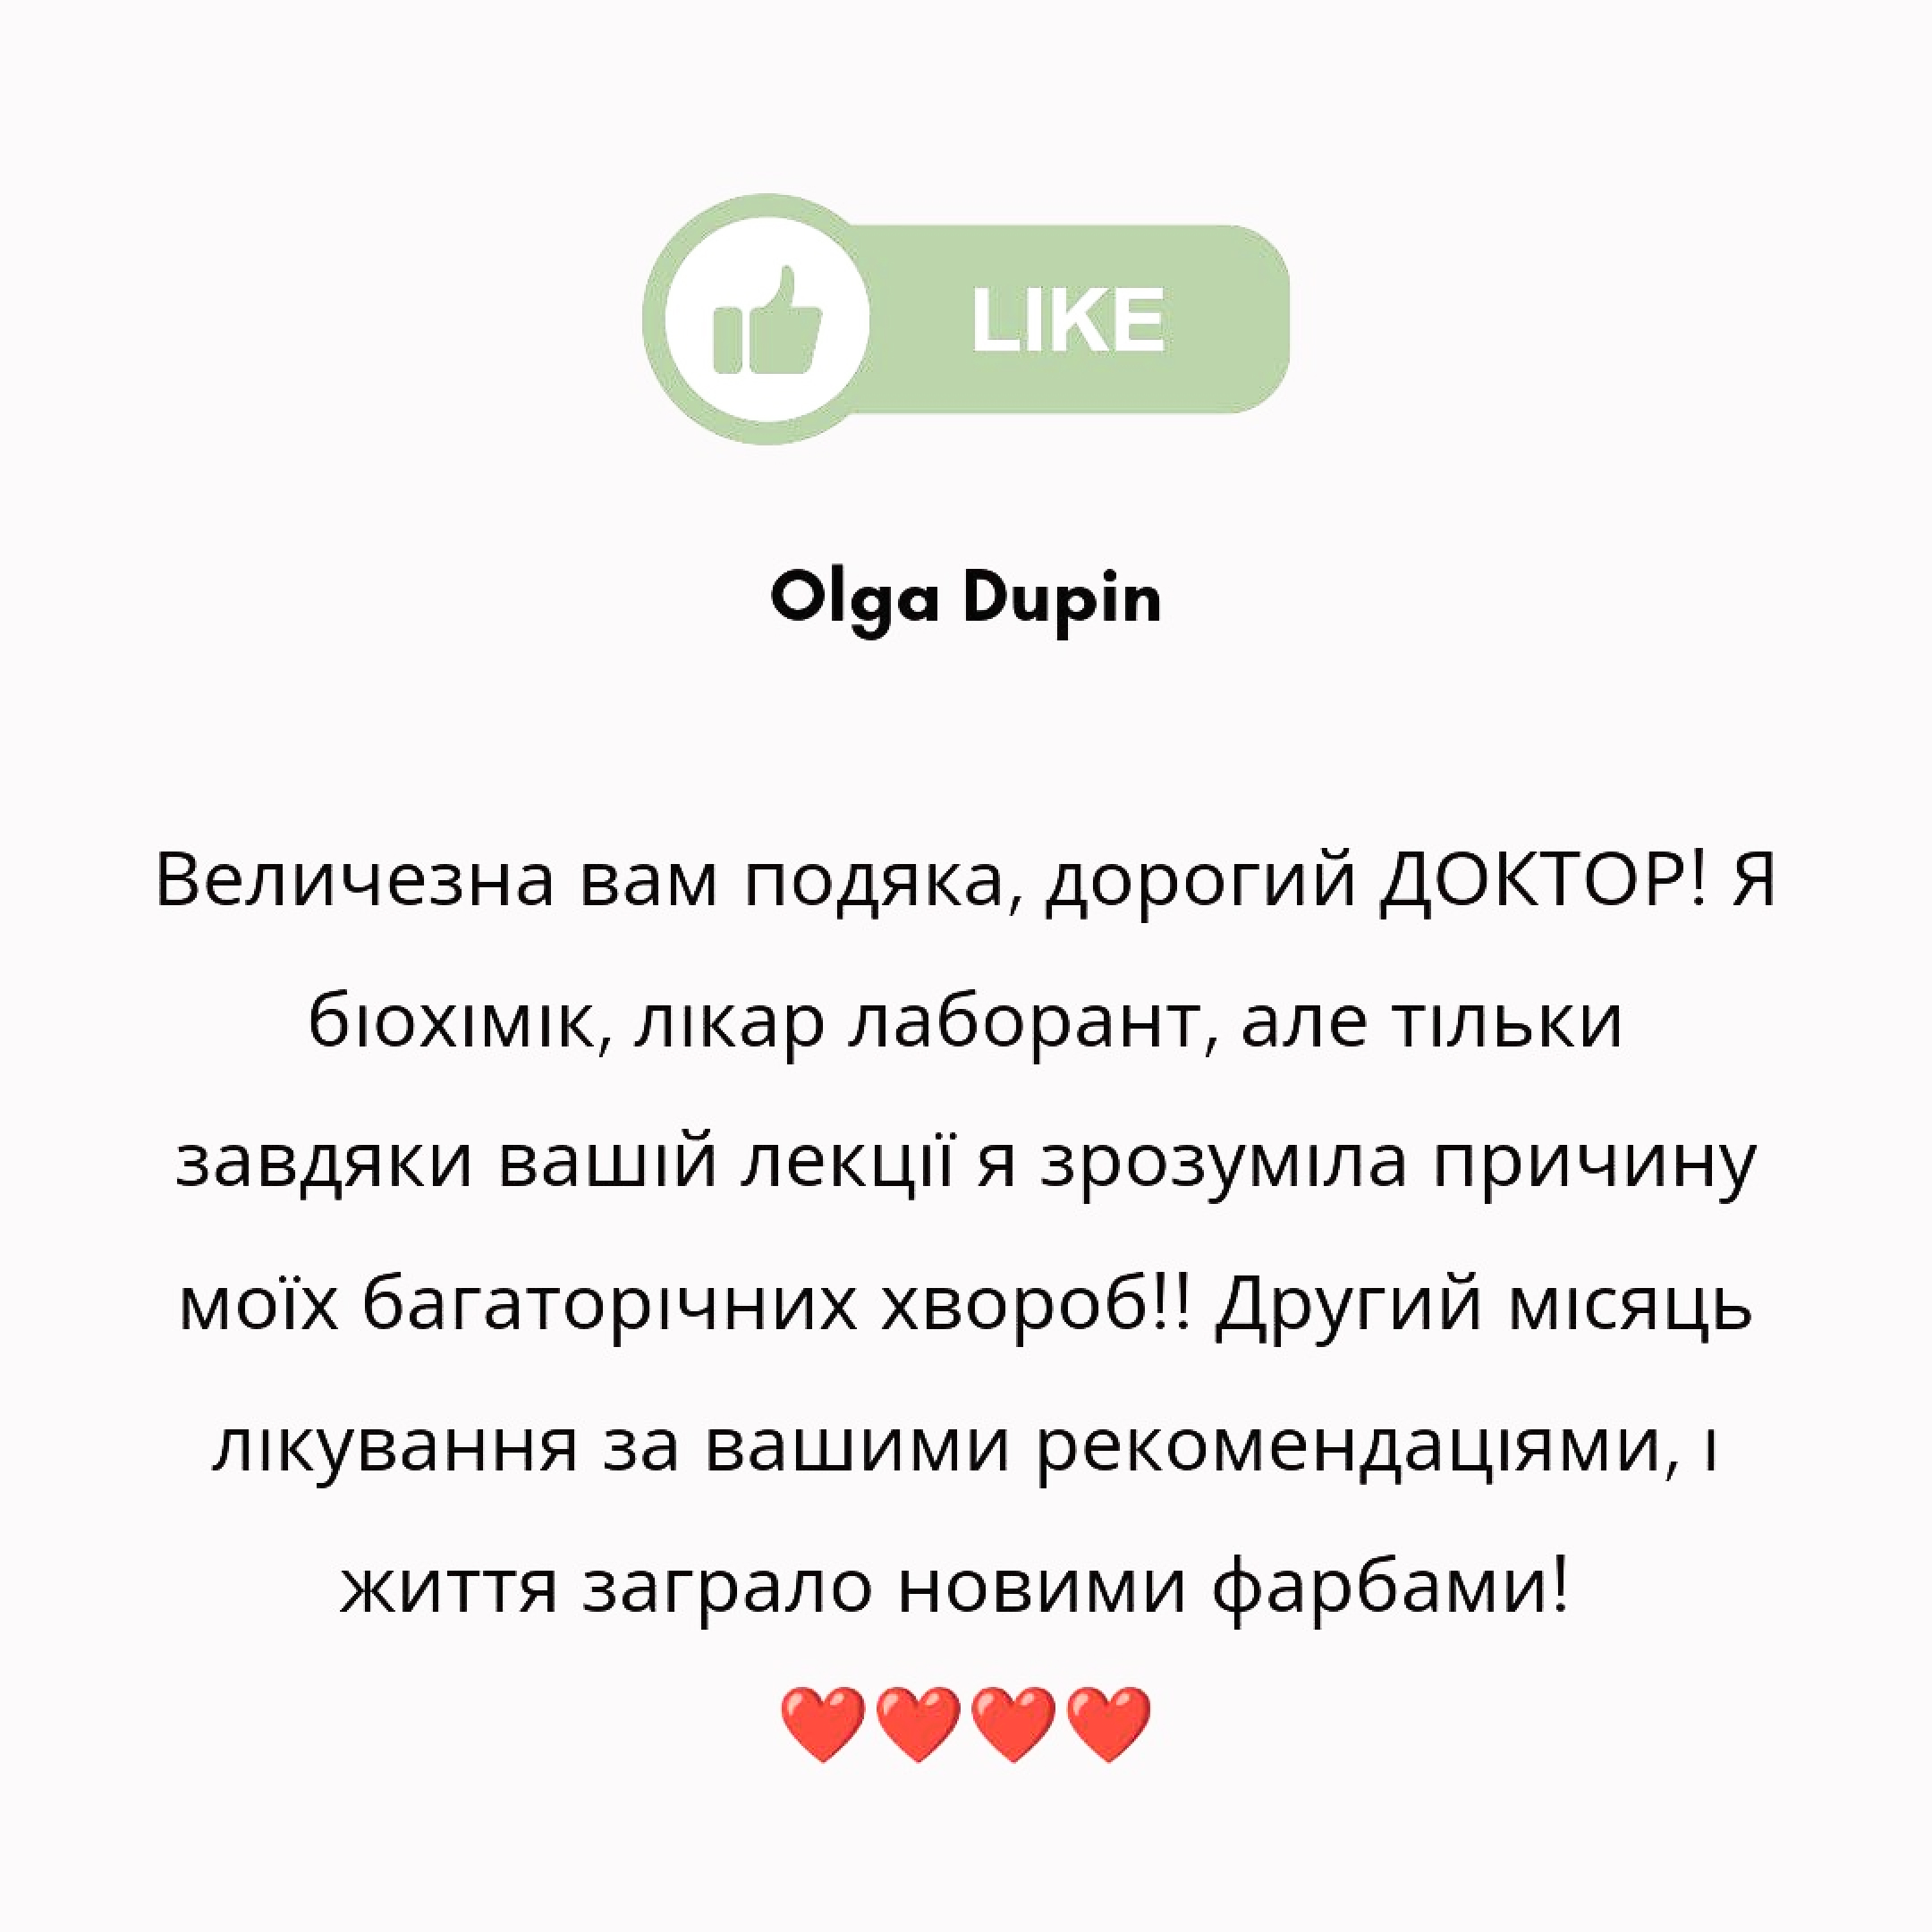 LIKE
Olga Dupin
Величезна вам подяка, дорогий ДОКТОР! Я
біохімік, лікар лаборант, але тільки
завдяки вашій лекції я зрозуміла причину
моїх багаторічних хвороб!! Другий місяць
лікування за вашими рекомендаціями, і
життя заграло новими фарбами!
❤️❤️❤️❤️